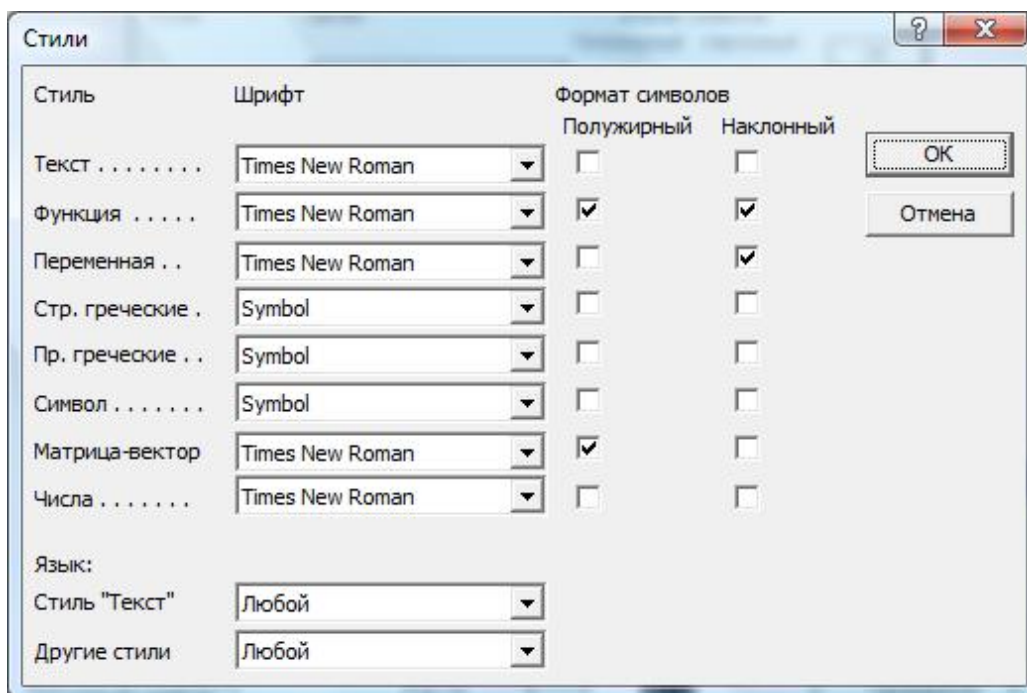 Стили
Стиль Шрифт Формат символов
Полужирный Наклонный
Текст . . . . . . . . Times New Roman OK
Функция . . . . . Times New Roman Отмена
Переменная . . Times New Roman
Стр. греческие . Symbol
Пр. греческие . . Symbol
Символ . . . . . . . Symbol
Матрица-вектор Times New Roman
Числа . . . . . . . Times New Roman
Язык:
Стиль "Текст" Любой
Другие стили Любой